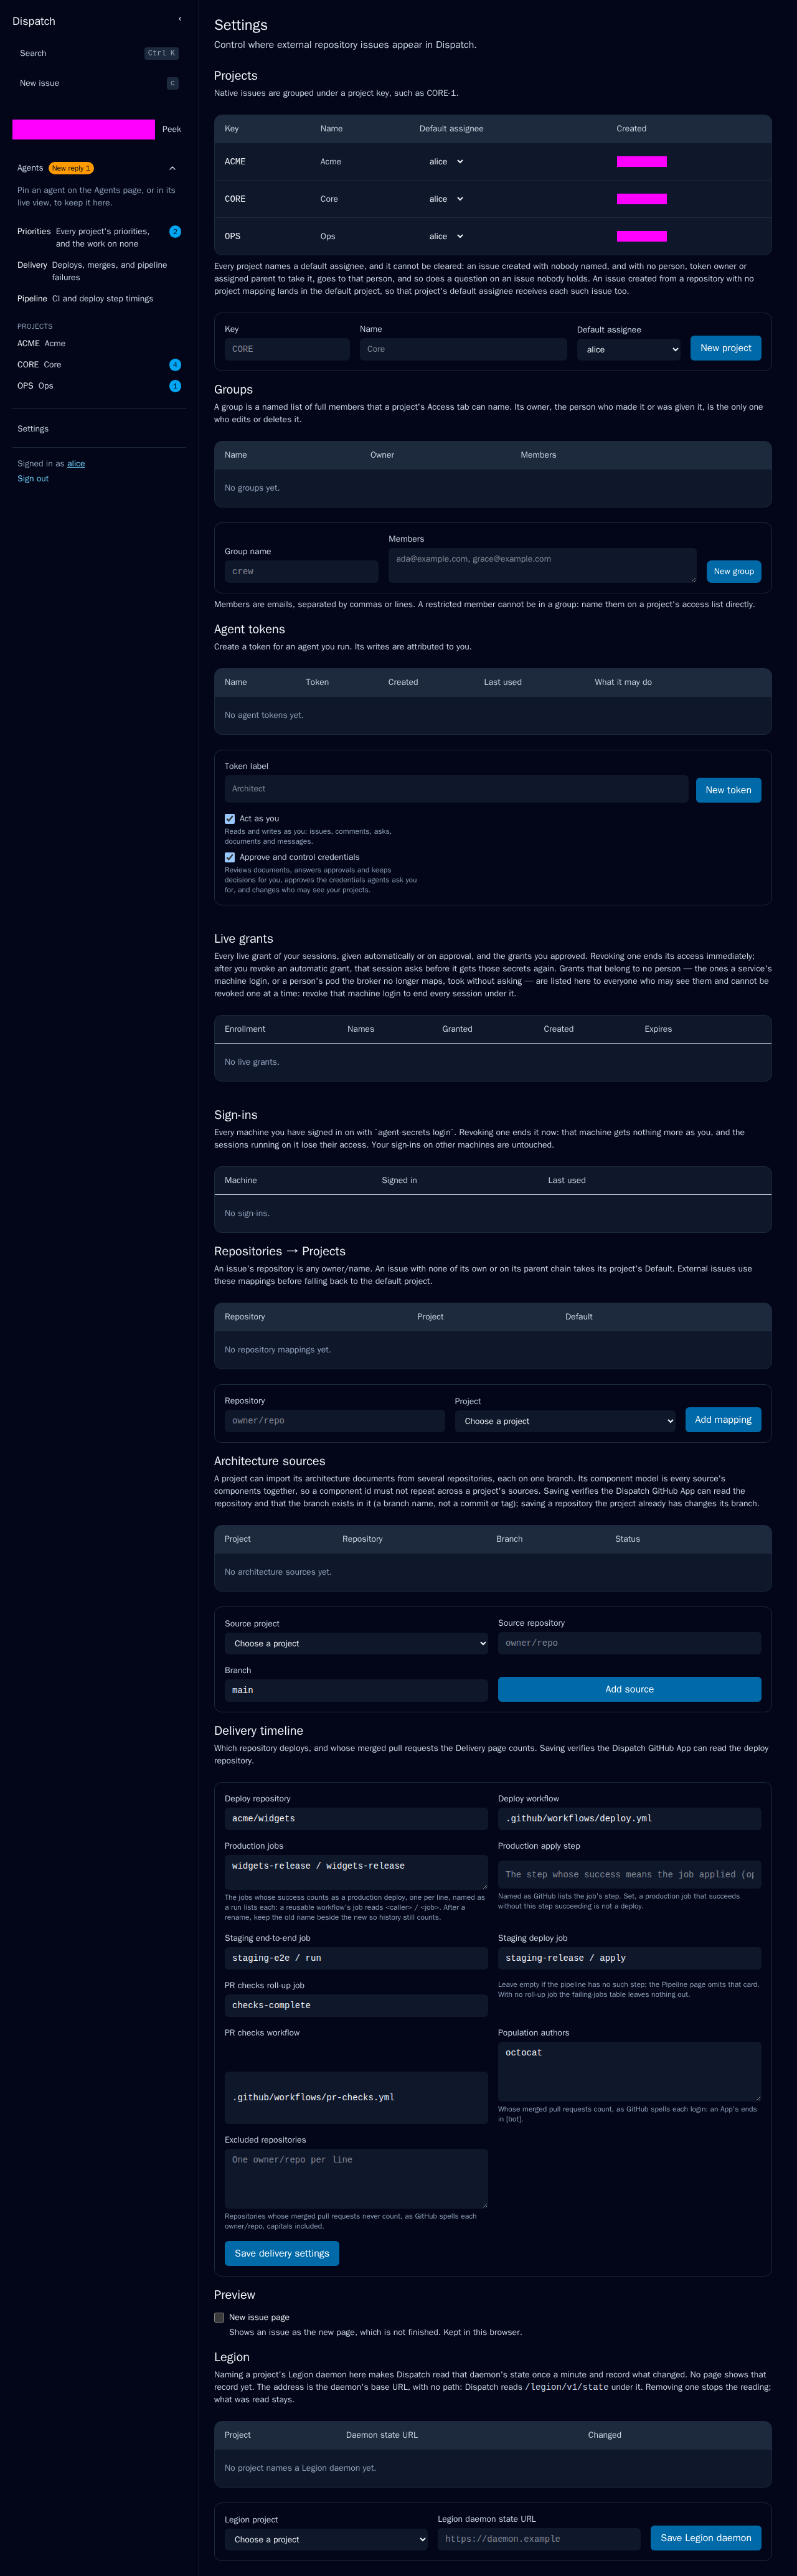 Dispatch
‹
Search
Ctrl K
New issue
c
Peek
Agents
New reply 1
Pin an agent on the Agents page, or in its
live view, to keep it here.
Priorities
Every project's priorities,
and the work on none
2
Delivery
Deploys, merges, and pipeline
failures
Pipeline
CI and deploy step timings
PROJECTS
ACME Acme
CORE Core
4
OPS Ops
1
Settings
Signed in as alice
Sign out
Settings
Control where external repository issues appear in Dispatch.
Projects
Native issues are grouped under a project key, such as CORE-1.
Key Name Default assignee Created
ACME Acme alice
CORE Core alice
OPS Ops alice
Every project names a default assignee, and it cannot be cleared: an issue created with nobody named, and with no person, token owner or
assigned parent to take it, goes to that person, and so does a question on an issue nobody holds. An issue created from a repository with no
project mapping lands in the default project, so that project's default assignee receives each such issue too.
Key Name Default assignee
CORE Core alice New project
Groups
A group is a named list of full members that a project's Access tab can name. Its owner, the person who made it or was given it, is the only one
who edits or deletes it.
Name Owner Members
No groups yet.
Group name Members
crew ada@example.com, grace@example.com New group
Members are emails, separated by commas or lines. A restricted member cannot be in a group: name them on a project's access list directly.
Agent tokens
Create a token for an agent you run. Its writes are attributed to you.
Name Token Created Last used What it may do
No agent tokens yet.
Token label
Architect New token
Act as you
Reads and writes as you: issues, comments, asks,
documents and messages.
Approve and control credentials
Reviews documents, answers approvals and keeps
decisions for you, approves the credentials agents ask you
for, and changes who may see your projects.
Live grants
Every live grant of your sessions, given automatically or on approval, and the grants you approved. Revoking one ends its access immediately;
after you revoke an automatic grant, that session asks before it gets those secrets again. Grants that belong to no person — the ones a service's
machine login, or a person's pod the broker no longer maps, took without asking — are listed here to everyone who may see them and cannot be
revoked one at a time: revoke that machine login to end every session under it.
Enrollment Names Granted Created Expires
No live grants.
Sign-ins
Every machine you have signed in on with `agent-secrets login`. Revoking one ends it now: that machine gets nothing more as you, and the
sessions running on it lose their access. Your sign-ins on other machines are untouched.
Machine Signed in Last used
No sign-ins.
Repositories → Projects
An issue's repository is any owner/name. An issue with none of its own or on its parent chain takes its project's Default. External issues use
these mappings before falling back to the default project.
Repository Project Default
No repository mappings yet.
Repository Project
owner/repo Choose a project Add mapping
Architecture sources
A project can import its architecture documents from several repositories, each on one branch. Its component model is every source's
components together, so a component id must not repeat across a project's sources. Saving verifies the Dispatch GitHub App can read the
repository and that the branch exists in it (a branch name, not a commit or tag); saving a repository the project already has changes its branch.
Project Repository Branch Status
No architecture sources yet.
Source project Source repository
Choose a project owner/repo
Branch
main Add source
Delivery timeline
Which repository deploys, and whose merged pull requests the Delivery page counts. Saving verifies the Dispatch GitHub App can read the deploy
repository.
Deploy repository Deploy workflow
acme/widgets .github/workflows/deploy.yml
Production jobs Production apply step
widgets-release / widgets-release
The step whose success means the job applied (op
The jobs whose success counts as a production deploy, one per line, named as
a run lists each: a reusable workflow's job reads <caller> / <job>. After a
rename, keep the old name beside the new so history still counts.
Named as GitHub lists the job's step. Set, a production job that succeeds
without this step succeeding is not a deploy.
Staging end-to-end job Staging deploy job
staging-e2e / run staging-release / apply
PR checks roll-up job
checks-complete
Leave empty if the pipeline has no such step; the Pipeline page omits that card.
With no roll-up job the failing-jobs table leaves nothing out.
PR checks workflow Population authors
.github/workflows/pr-checks.yml
octocat
Whose merged pull requests count, as GitHub spells each login: an App's ends
in [bot].
Excluded repositories
One owner/repo per line
Repositories whose merged pull requests never count, as GitHub spells each
owner/repo, capitals included.
Save delivery settings
Preview
New issue page
Shows an issue as the new page, which is not finished. Kept in this browser.
Legion
Naming a project's Legion daemon here makes Dispatch read that daemon's state once a minute and record what changed. No page shows that
record yet. The address is the daemon's base URL, with no path: Dispatch reads /legion/v1/state under it. Removing one stops the reading;
what was read stays.
Project Daemon state URL Changed
No project names a Legion daemon yet.
Legion project Legion daemon state URL
Choose a project https://daemon.example Save Legion daemon